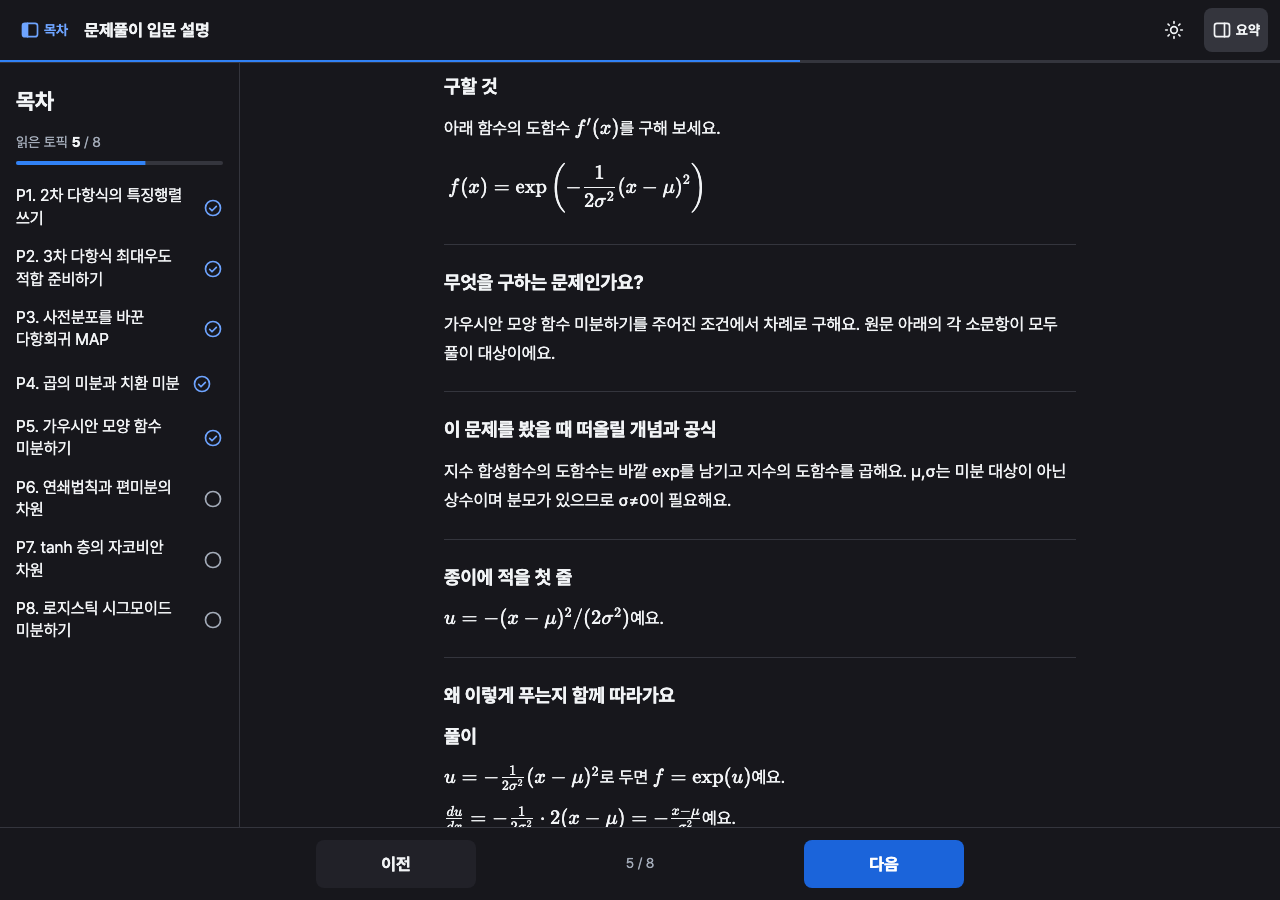 목차
문제풀이 입문 설명
요약
목차
읽은 토픽 5 / 8
P1. 2차 다항식의 특징행렬
쓰기
P2. 3차 다항식 최대우도
적합 준비하기
P3. 사전분포를 바꾼
다항회귀 MAP
P4. 곱의 미분과 치환 미분
P5. 가우시안 모양 함수
미분하기
P6. 연쇄법칙과 편미분의
차원
P7. tanh 층의 자코비안
차원
P8. 로지스틱 시그모이드
미분하기
구할 것
아래 함수의 도함수 f′(x)를 구해 보세요.
f(x) = exp(−\frac{1}{2σ²}(x − μ)²)
무엇을 구하는 문제인가요?
가우시안 모양 함수 미분하기를 주어진 조건에서 차례로 구해요. 원문 아래의 각 소문항이 모두
풀이 대상이에요.
이 문제를 봤을 때 떠올릴 개념과 공식
지수 합성함수의 도함수는 바깥 exp를 남기고 지수의 도함수를 곱해요. μ,σ는 미분 대상이 아닌
상수이며 분모가 있으므로 σ≠0이 필요해요.
종이에 적을 첫 줄
u = −(x − μ)²/(2σ²)예요.
왜 이렇게 푸는지 함께 따라가요
풀이
u = −\frac{1}{2σ²}(x − μ)²로 두면 f = exp(u)예요.
\frac{du}{dx} = −\frac{1}{2σ²} · 2(x − μ) = −\frac{x−μ}{σ²}예요.
이전
5 / 8
다음